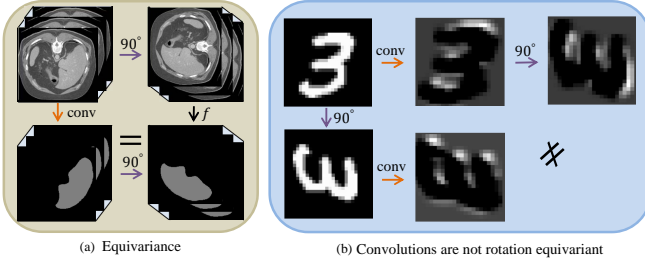 90°
conv
f
=
90°
(a) Equivariance
conv
90°
90°
conv
≠
(b) Convolutions are not rotation equivariant